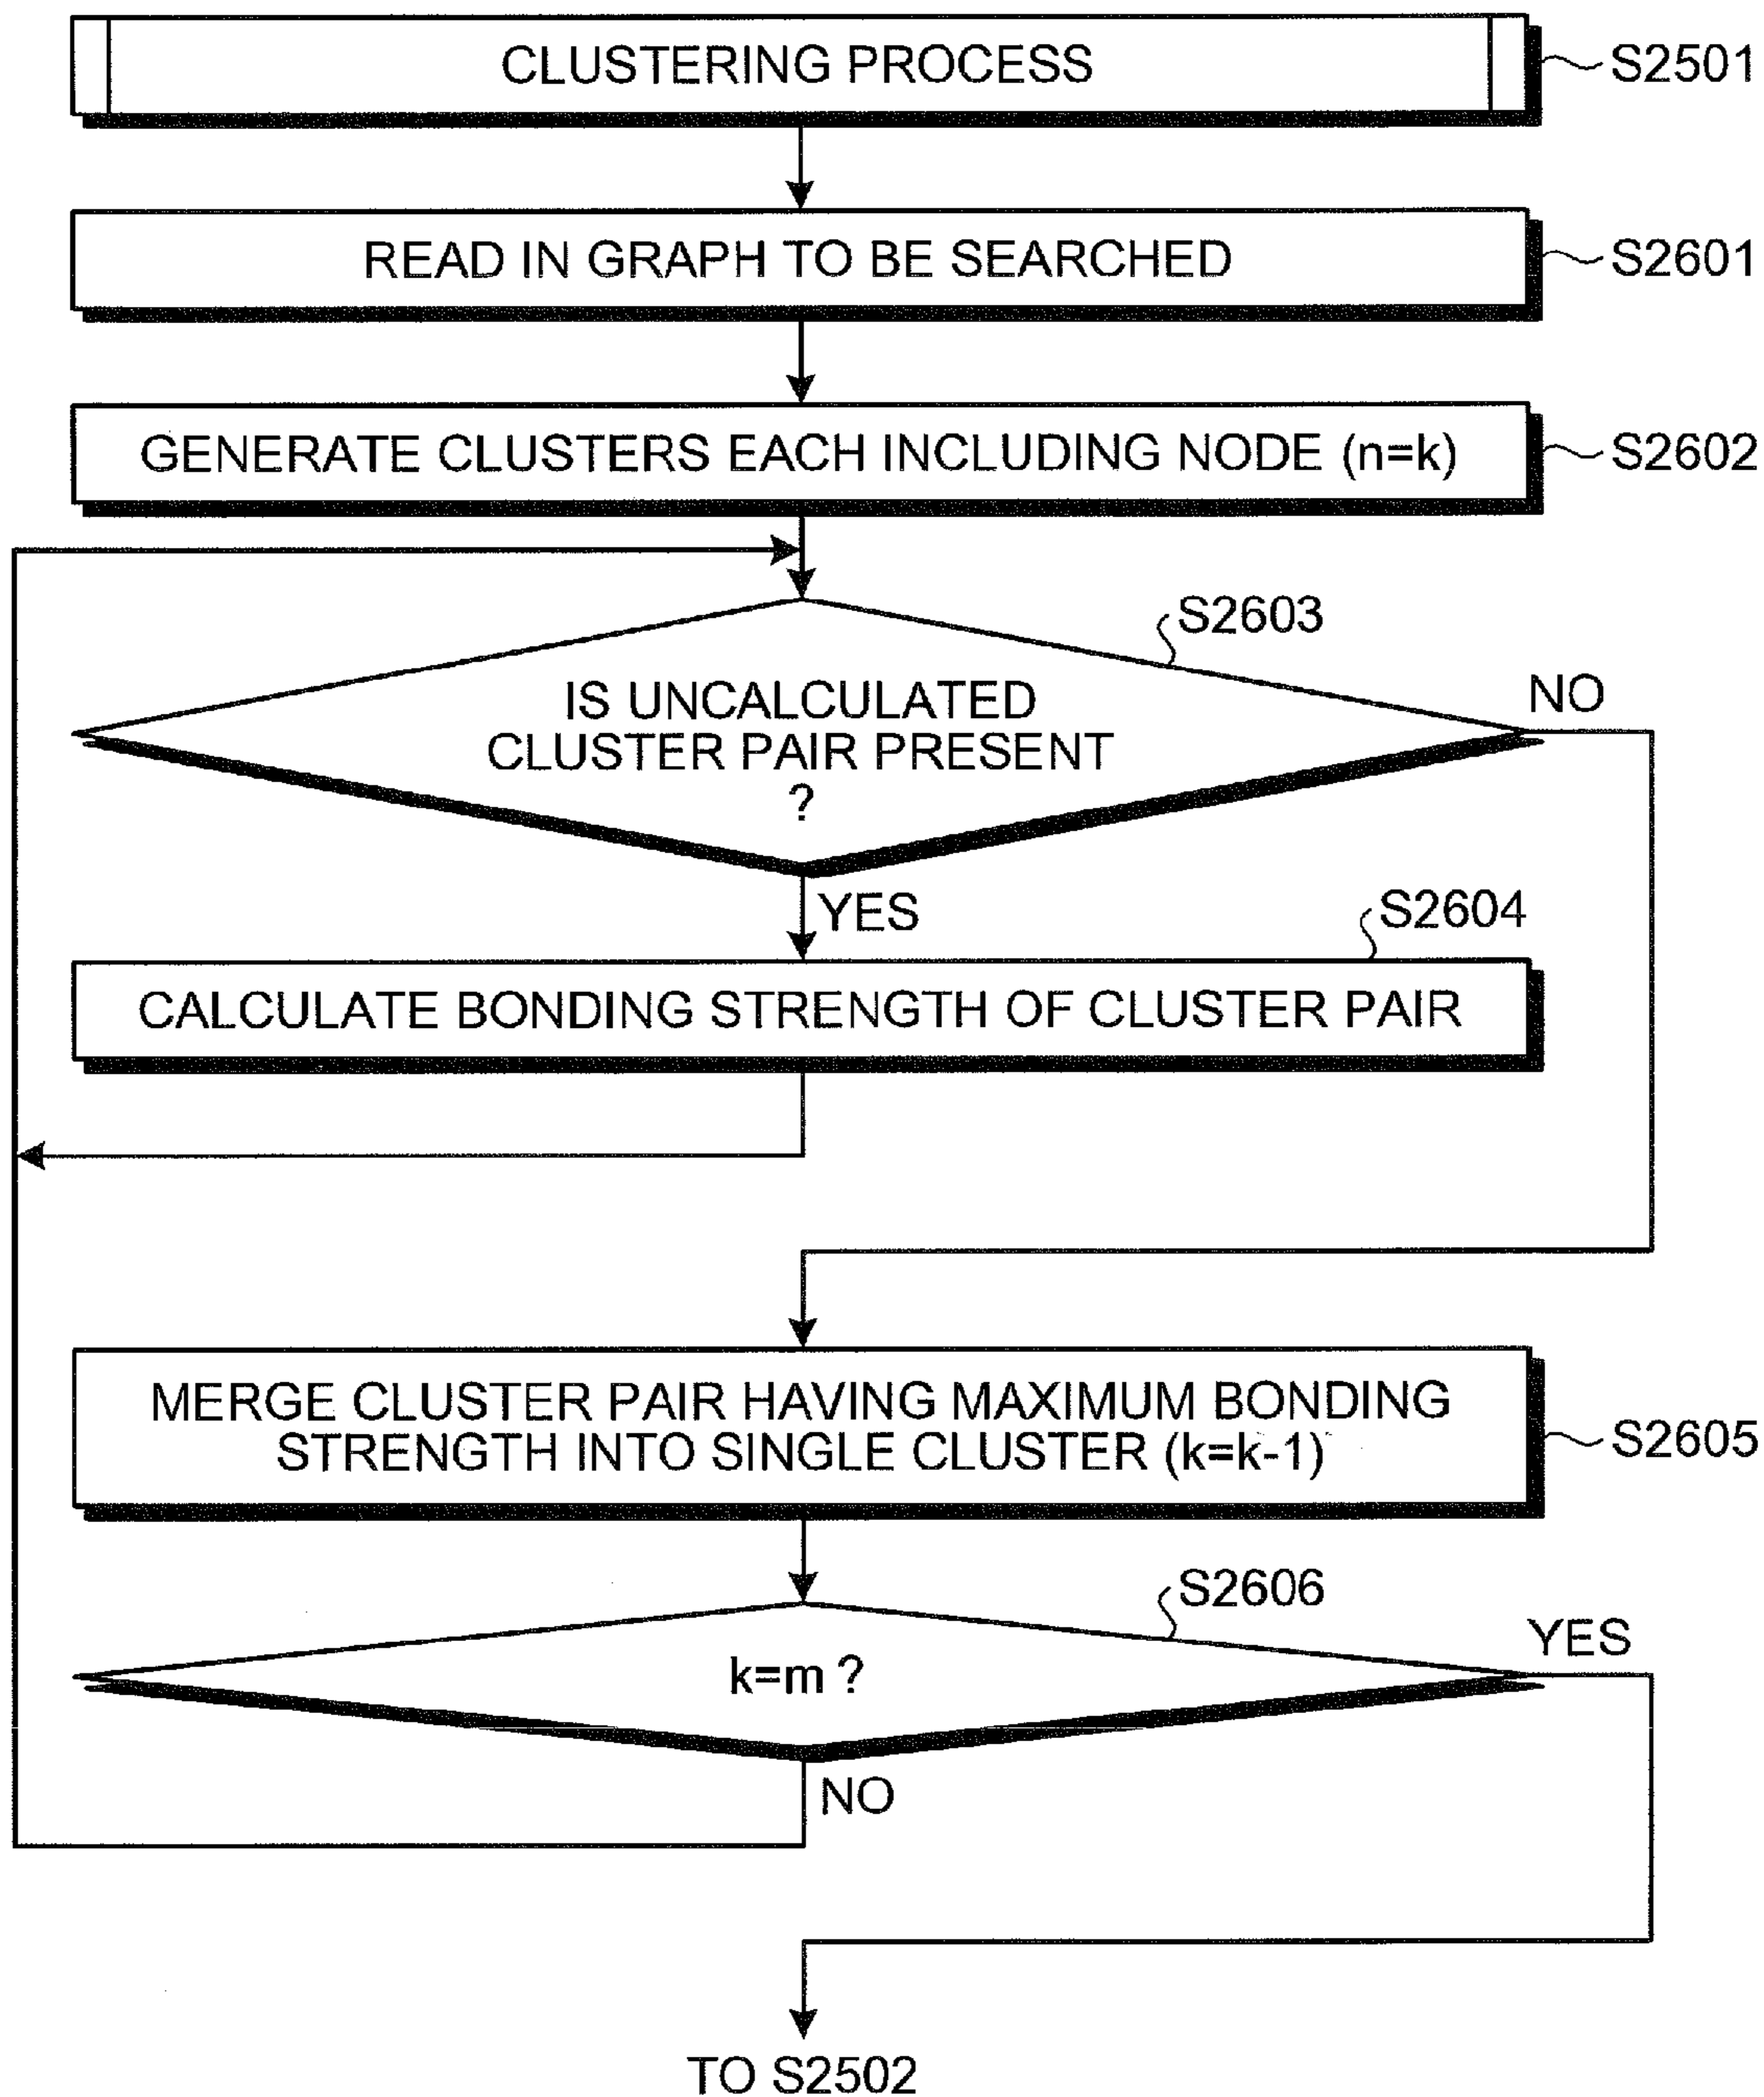 CLUSTERING PROCESS
S2501
READ IN GRAPH TO BE SEARCHED
S2601
GENERATE CLUSTERS EACH INCLUDING NODE (n=k)
S2602
S2603
IS UNCALCULATED
CLUSTER PAIR PRESENT
?
NO
YES
S2604
CALCULATE BONDING STRENGTH OF CLUSTER PAIR
MERGE CLUSTER PAIR HAVING MAXIMUM BONDING
STRENGTH INTO SINGLE CLUSTER (k=k-1)
S2605
S2606
k=m ?
YES
NO
TO S2502